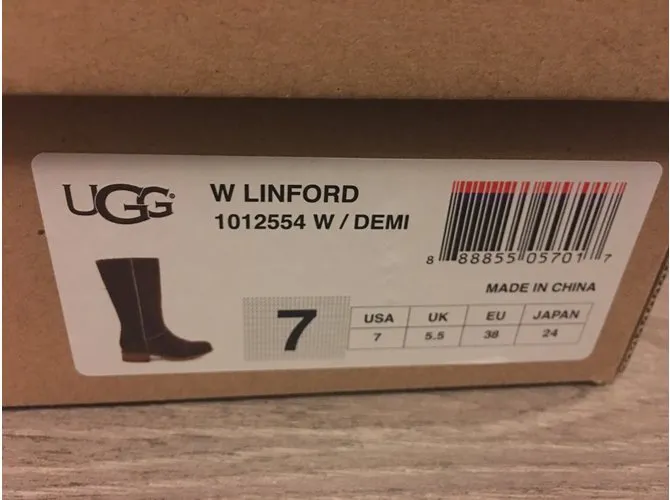 UGG®
W LINFORD
1012554 W / DEMI
8 88855 05701 7
MADE IN CHINA
7
USA UK EU JAPAN
7 5.5 38 24